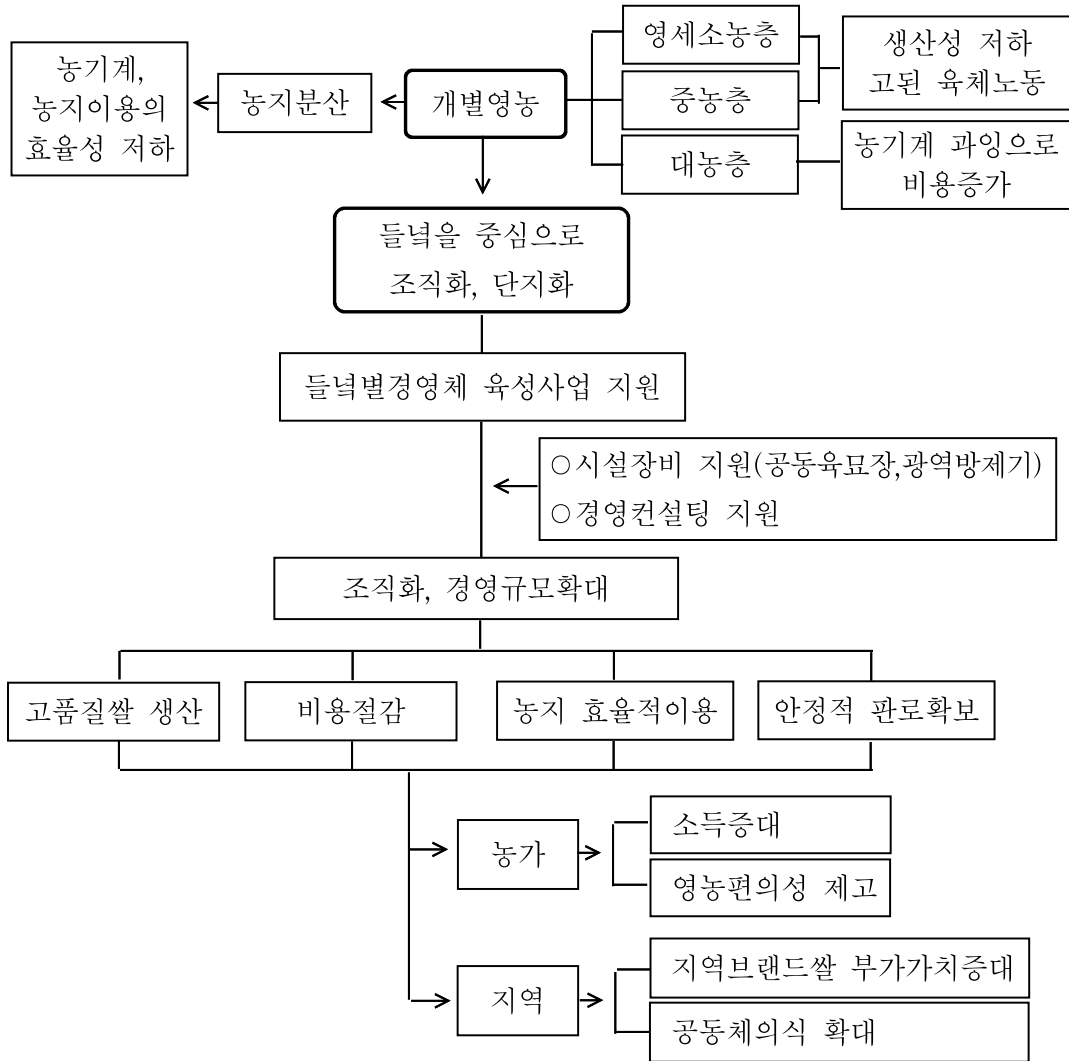 농기계,
농지이용의
효율성 저하
농지분산
개별영농
영세소농층
중농층
대농층
생산성 저하
고된 육체노동
농기계 과잉으로
비용증가
들녘을 중심으로
조직화, 단지화
들녘별경영체 육성사업 지원
○시설장비 지원(공동육묘장,광역방제기)
○경영컨설팅 지원
조직화, 경영규모확대
고품질쌀 생산
비용절감
농지 효율적이용
안정적 판로확보
농가
소득증대
영농편의성 제고
지역
지역브랜드쌀 부가가치증대
공동체의식 확대